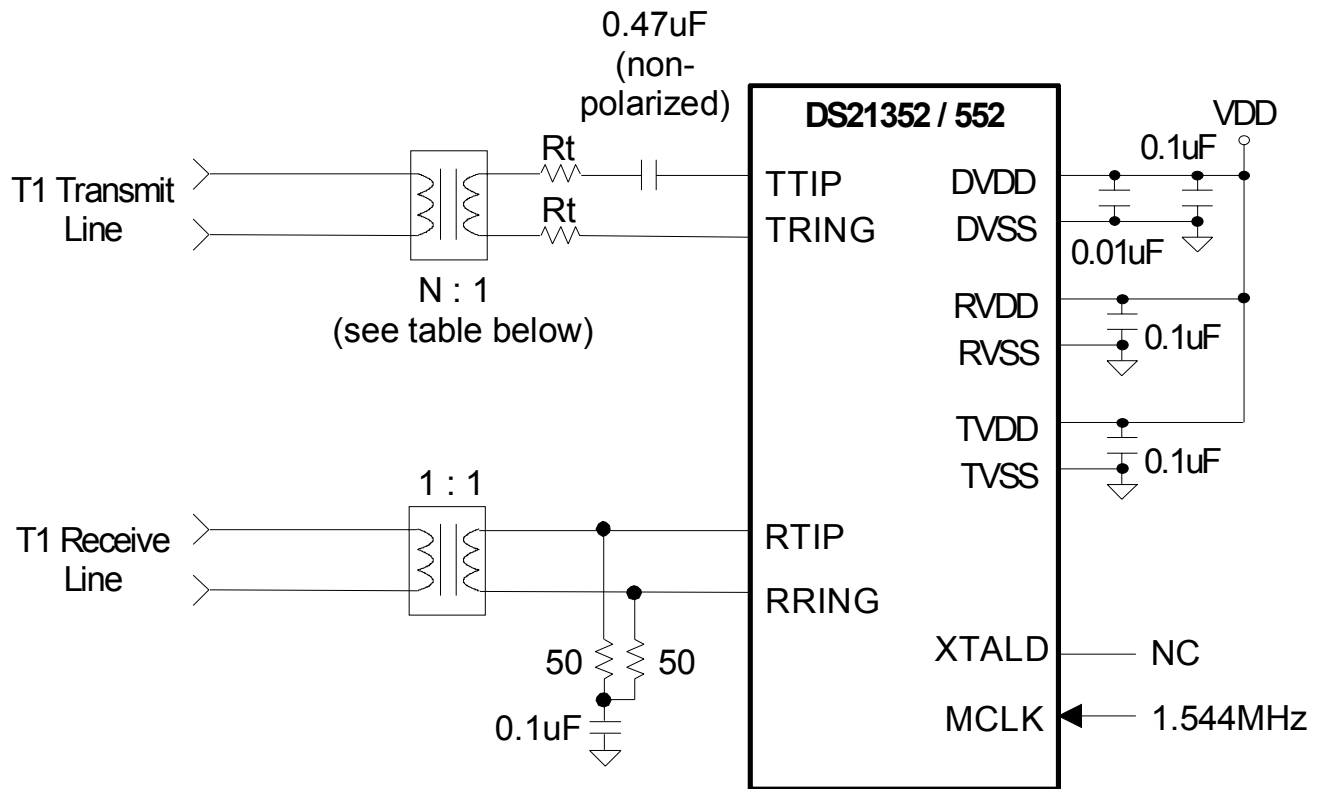 0.47uF
(non-
polarized)
DS21352 / 552
VDD
0.1uF
Rt
T1 Transmit
Line
TTIP
DVDD
Rt
TRING
DVSS
0.01uF
N : 1
(see table below)
RVDD
0.1uF
RVSS
TVDD
0.1uF
TVSS
1 : 1
T1 Receive
Line
RTIP
RRING
50
50
XTALD
NC
0.1uF
MCLK
1.544MHz